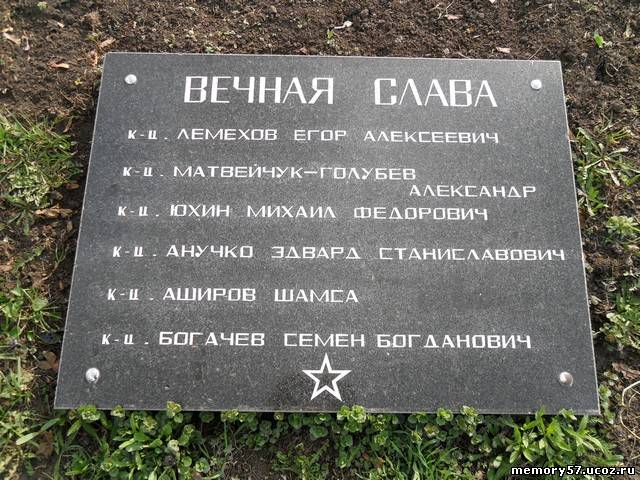 ВЕЧНАЯ СЛАВА
к-ц. ЛЕМЕХОВ ЕГОР АЛЕКСЕЕВИЧ
к-ц. МАТВЕЙЧУК-ГОЛУБЕВ
АЛЕКСАНДР
к-ц. ЮХИН МИХАИЛ ФЕДОРОВИЧ
к-ц. АНУЧКО ЭДВАРД СТАНИСЛАВОВИЧ
к-ц. АШИРОВ ШАМСА
к-ц. БОГАЧЕВ СЕМЕН БОГДАНОВИЧ
memory57.ucoz.ru